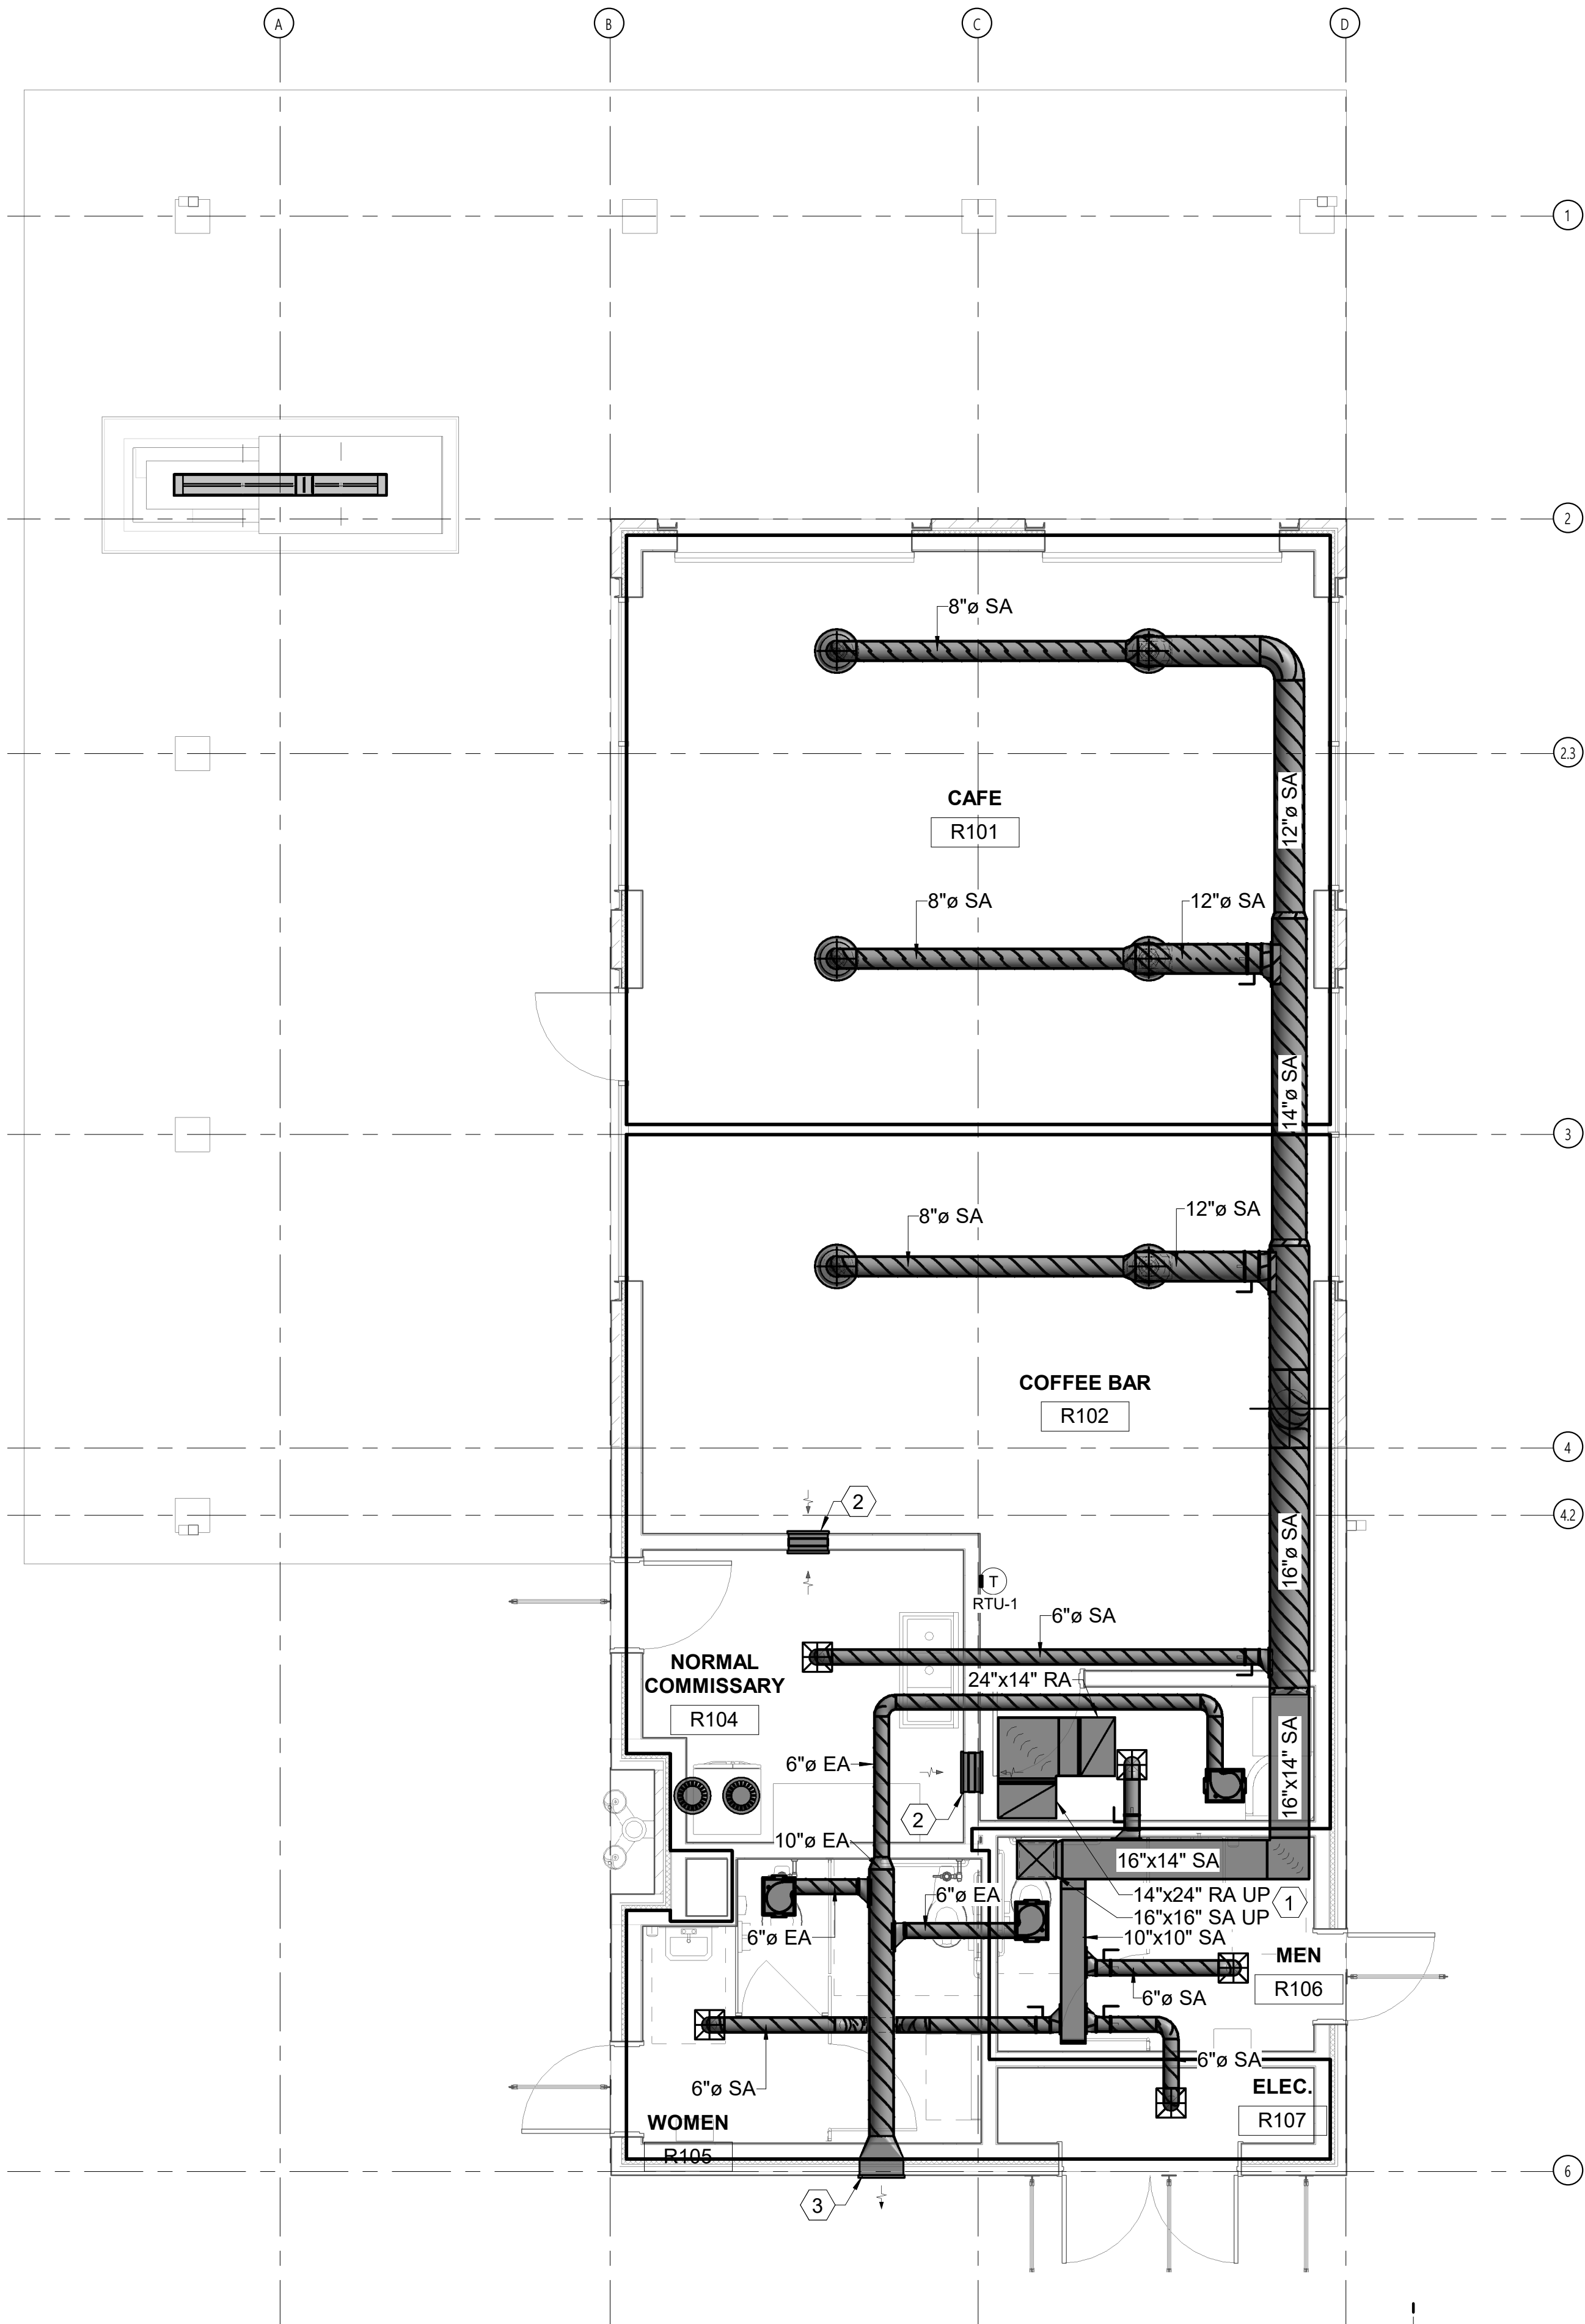 A
B
C
D
1
2
8"ø SA
2.3
12"ø SA
CAFE
R101
8"ø SA
12"ø SA
14"ø SA
3
8"ø SA
12"ø SA
COFFEE BAR
R102
4
2
4.2
16"ø SA
T
RTU-1
6"ø SA
NORMAL
COMMISSARY
R104
24"x14" RA
6"ø EA
16"x14" SA
2
10"ø EA
16"x14" SA
6"ø EA
14"x24" RA UP
1
16"x16" SA UP
6"ø EA
10"x10" SA
MEN
R106
6"ø SA
6"ø SA
6"ø SA
ELEC.
R107
WOMEN
R105
6
3